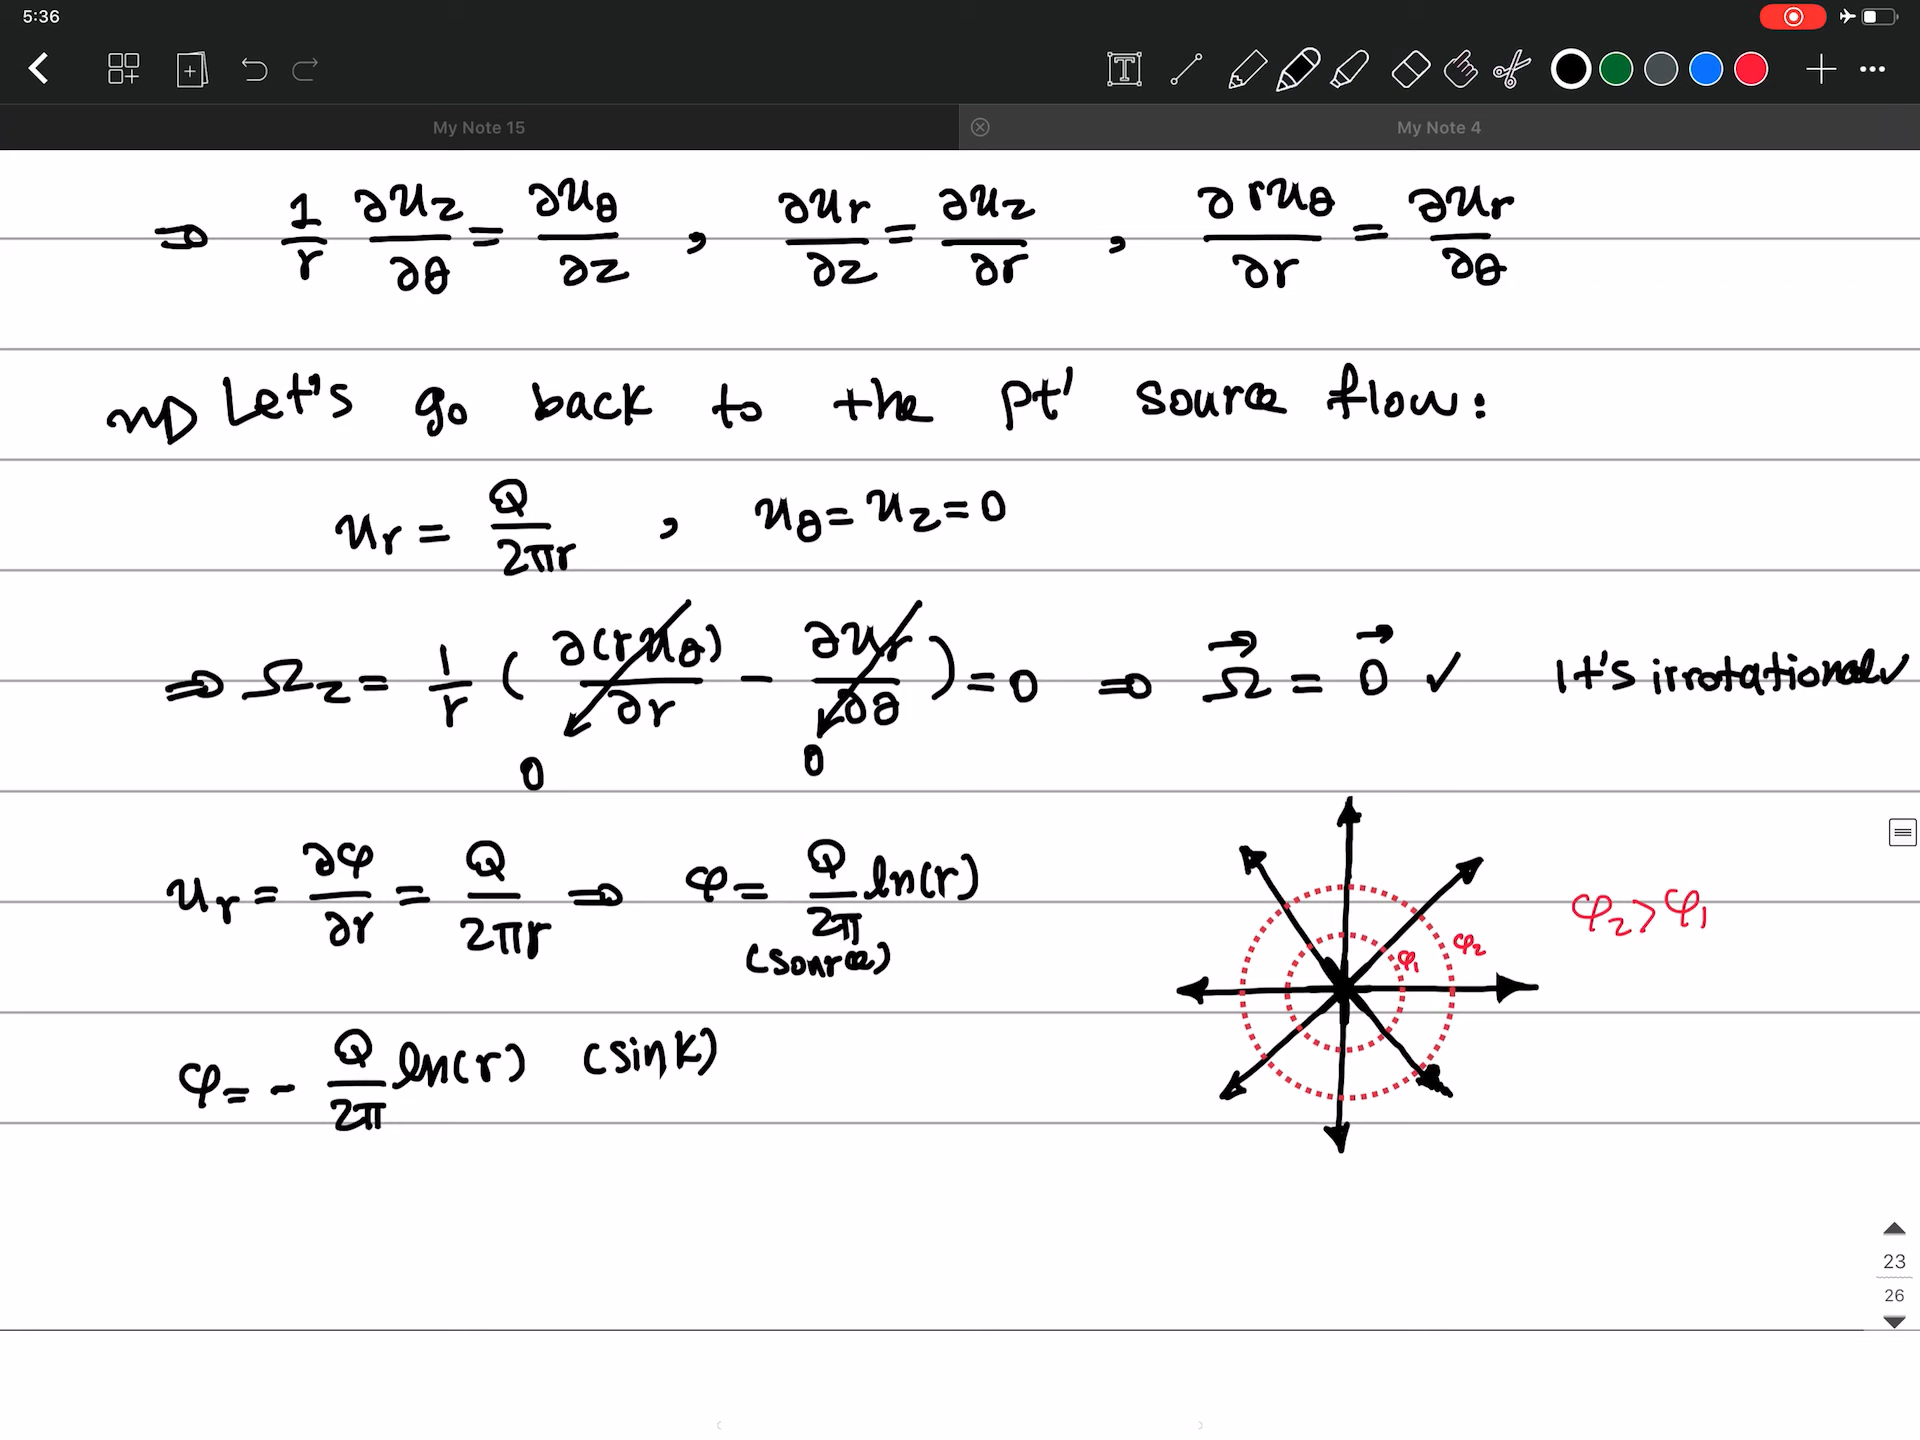 5:36
My Note 15
My Note 4
⇒ 1/r ∂u_z/∂θ = ∂u_θ/∂z , ∂u_r/∂z = ∂u_z/∂r , ∂ru_θ/∂r = ∂u_r/∂θ
Let's go back to the pt' source flow:
u_r = Q/2πr , u_θ = u_z = 0
⇒ Ω_z = 1/r ( ∂(ru_θ)/∂r - ∂u_r/∂θ ) = 0 ⇒ Ω⃗ = 0⃗ ✓ It's irrotational ✓
0 0
u_r = ∂φ/∂r = Q/2πr ⇒ φ = Q/2π ln(r)
(source)
φ_2 > φ_1
φ_1 φ_2
φ = - Q/2π ln(r) (sink)
23
26